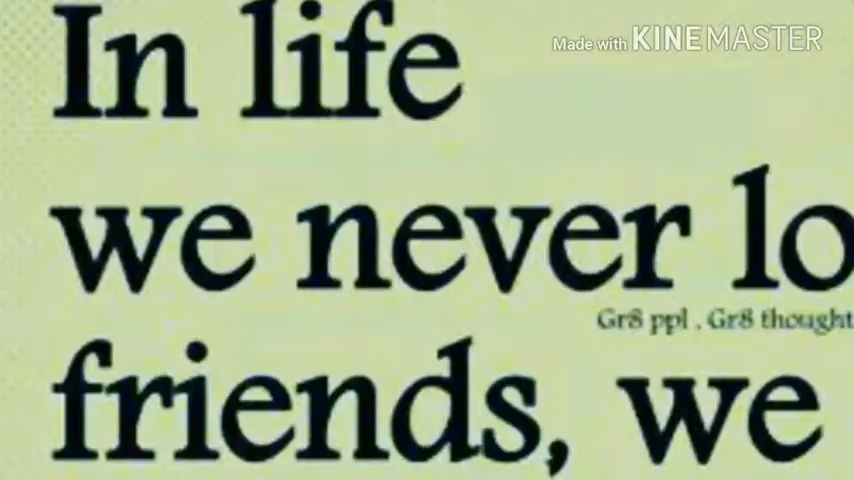 Made with KINEMASTER
In life
we never lo
Gr8 ppl . Gr8 thought
friends, we